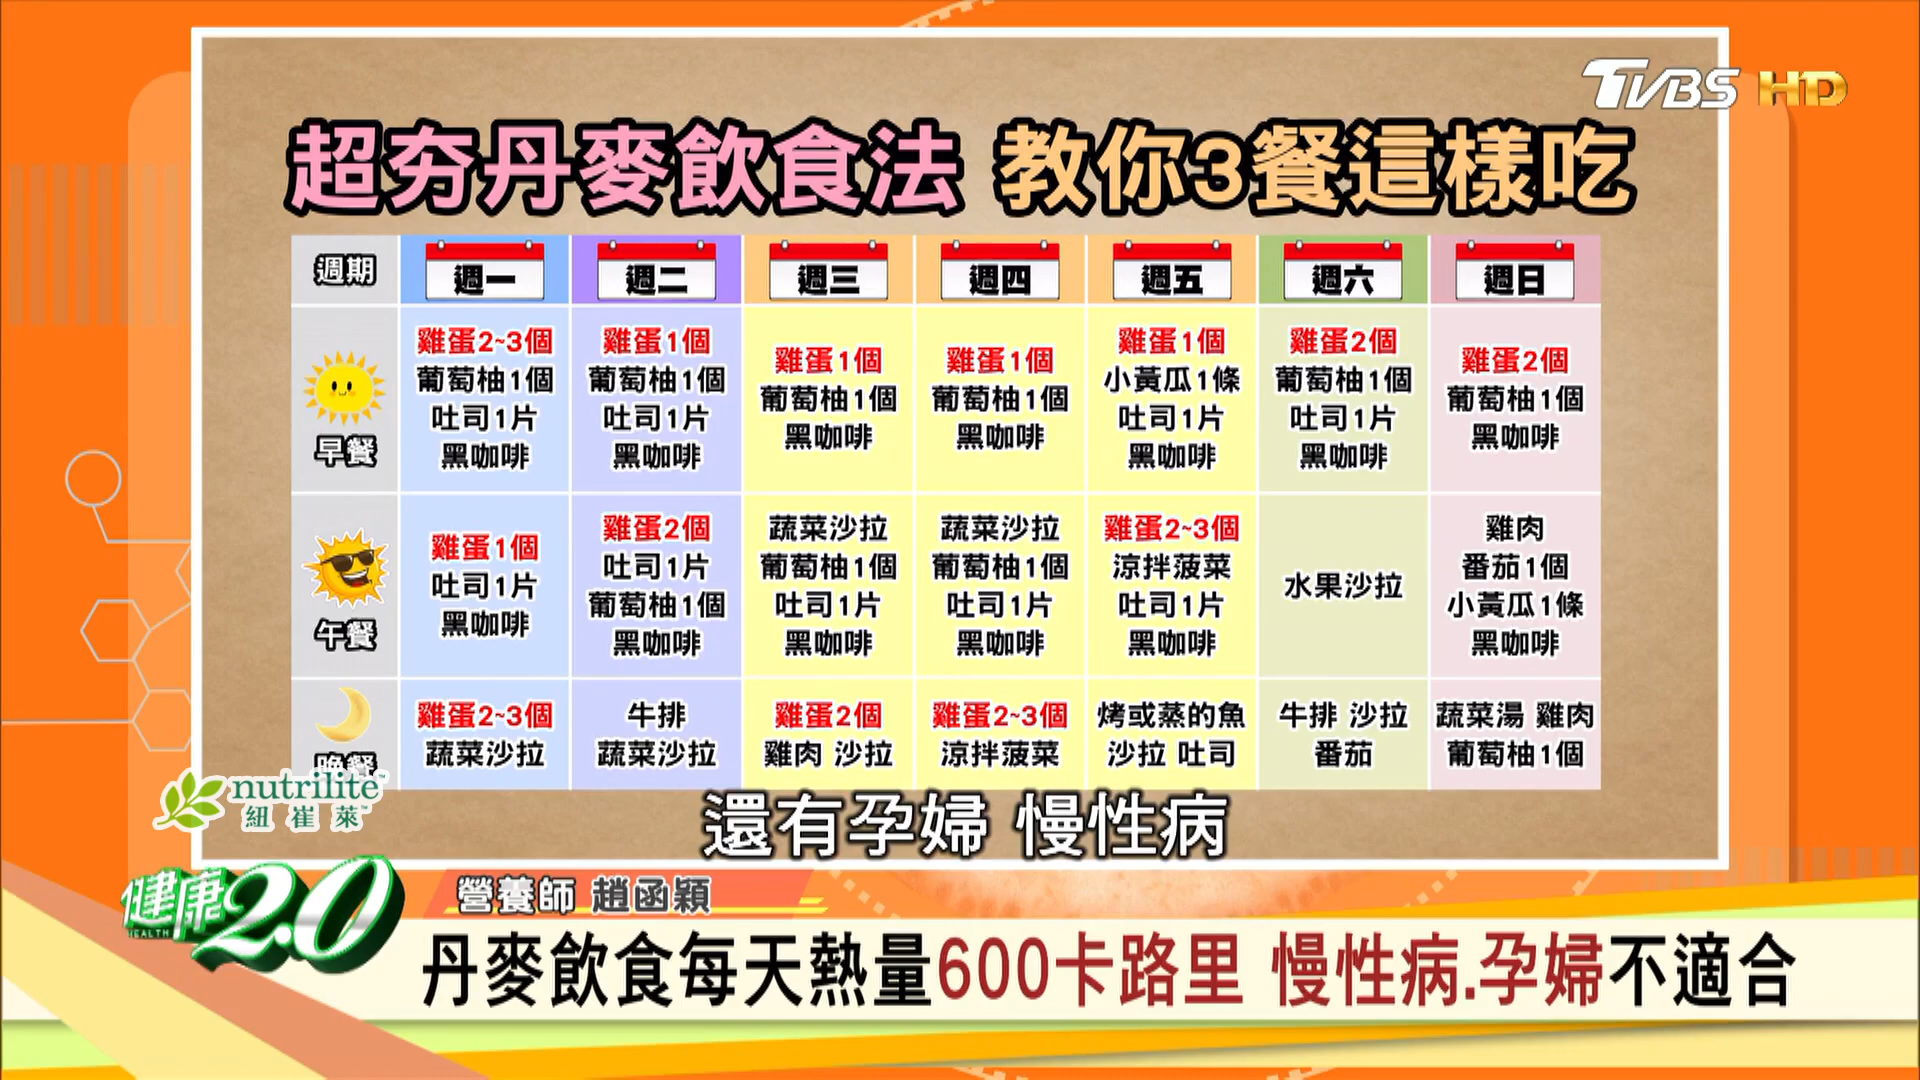 TVBS HD
超夯丹麥飲食法 教你3餐這樣吃
週期 週一 週二 週三 週四 週五 週六 週日
早餐
雞蛋2~3個
葡萄柚1個
吐司1片
黑咖啡
雞蛋1個
葡萄柚1個
吐司1片
黑咖啡
雞蛋1個
葡萄柚1個
黑咖啡
雞蛋1個
葡萄柚1個
黑咖啡
雞蛋1個
小黃瓜1條
吐司1片
黑咖啡
雞蛋2個
葡萄柚1個
吐司1片
黑咖啡
雞蛋2個
葡萄柚1個
黑咖啡
午餐
雞蛋1個
吐司1片
黑咖啡
雞蛋2個
吐司1片
葡萄柚1個
黑咖啡
蔬菜沙拉
葡萄柚1個
吐司1片
黑咖啡
蔬菜沙拉
葡萄柚1個
吐司1片
黑咖啡
雞蛋2~3個
涼拌菠菜
吐司1片
黑咖啡
水果沙拉
雞肉
番茄1個
小黃瓜1條
黑咖啡
晚餐
雞蛋2~3個
蔬菜沙拉
牛排
蔬菜沙拉
雞蛋2個
雞肉 沙拉
雞蛋2~3個
涼拌菠菜
烤或蒸的魚
沙拉 吐司
牛排 沙拉
番茄
蔬菜湯 雞肉
葡萄柚1個
nutrilite™
紐崔萊™
還有孕婦 慢性病
健康2.0
HEALTH
營養師 趙函穎
丹麥飲食每天熱量600卡路里 慢性病.孕婦不適合